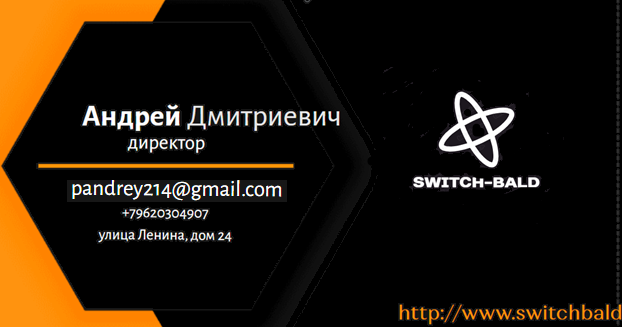 Андрей Дмитриевич
директор
pandrey214@gmail.com
+79620304907
улица Ленина, дом 24
SWITCH-BALD
http://www.switchbald